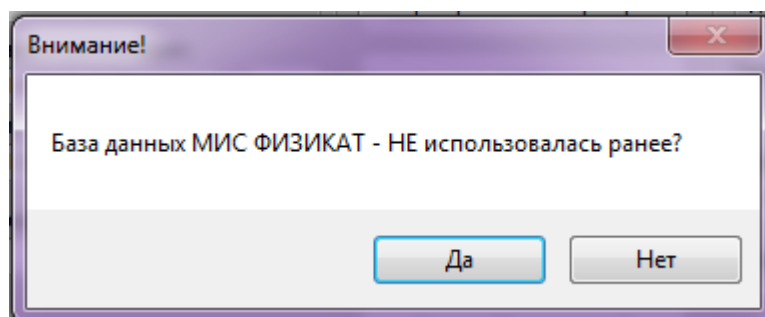 Внимание!
База данных МИС ФИЗИКАТ - НЕ использовалась ранее?
Да
Нет